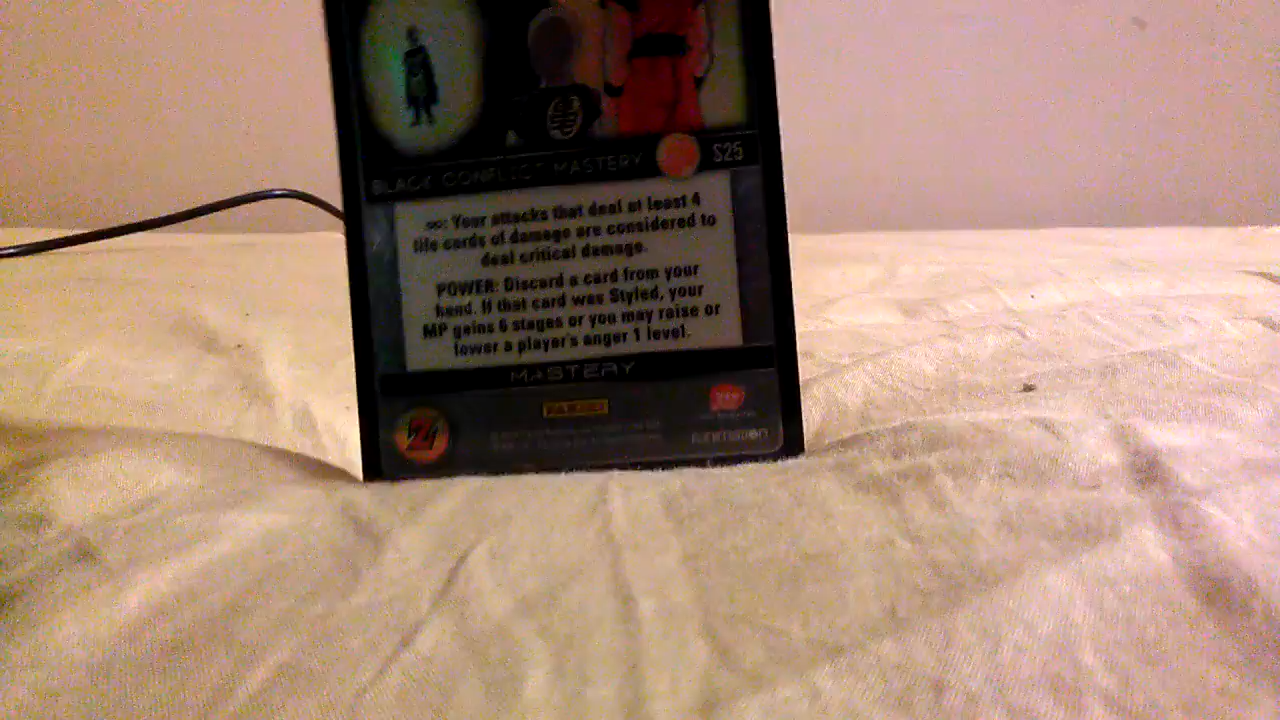 BLACK CONFLICT MASTERY S25
∞: Your attacks that deal at least 4
life cards of damage are considered to
deal critical damage.
POWER: Discard a card from your
hand. If that card was Styled, your
MP gains 6 stages or you may raise or
lower a player's anger 1 level.
MASTERY
PANINI
FUNIMATION